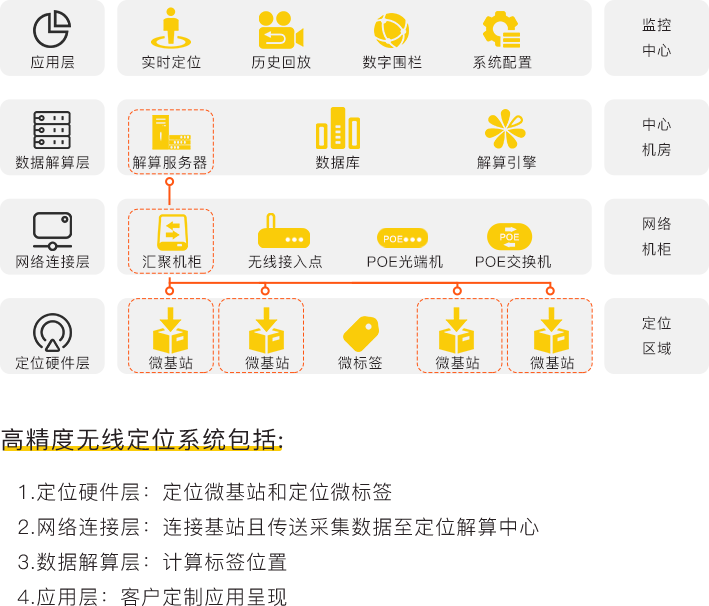 应用层
实时定位
历史回放
数字围栏
系统配置
监控
中心
数据解算层
解算服务器
数据库
解算引擎
中心
机房
网络连接层
汇聚机柜
无线接入点
POE
POE光端机
POE
POE交换机
网络
机柜
定位硬件层
微基站
微基站
微标签
微基站
微基站
定位
区域
高精度无线定位系统包括:
1.定位硬件层：定位微基站和定位微标签
2.网络连接层：连接基站且传送采集数据至定位解算中心
3.数据解算层：计算标签位置
4.应用层：客户定制应用呈现